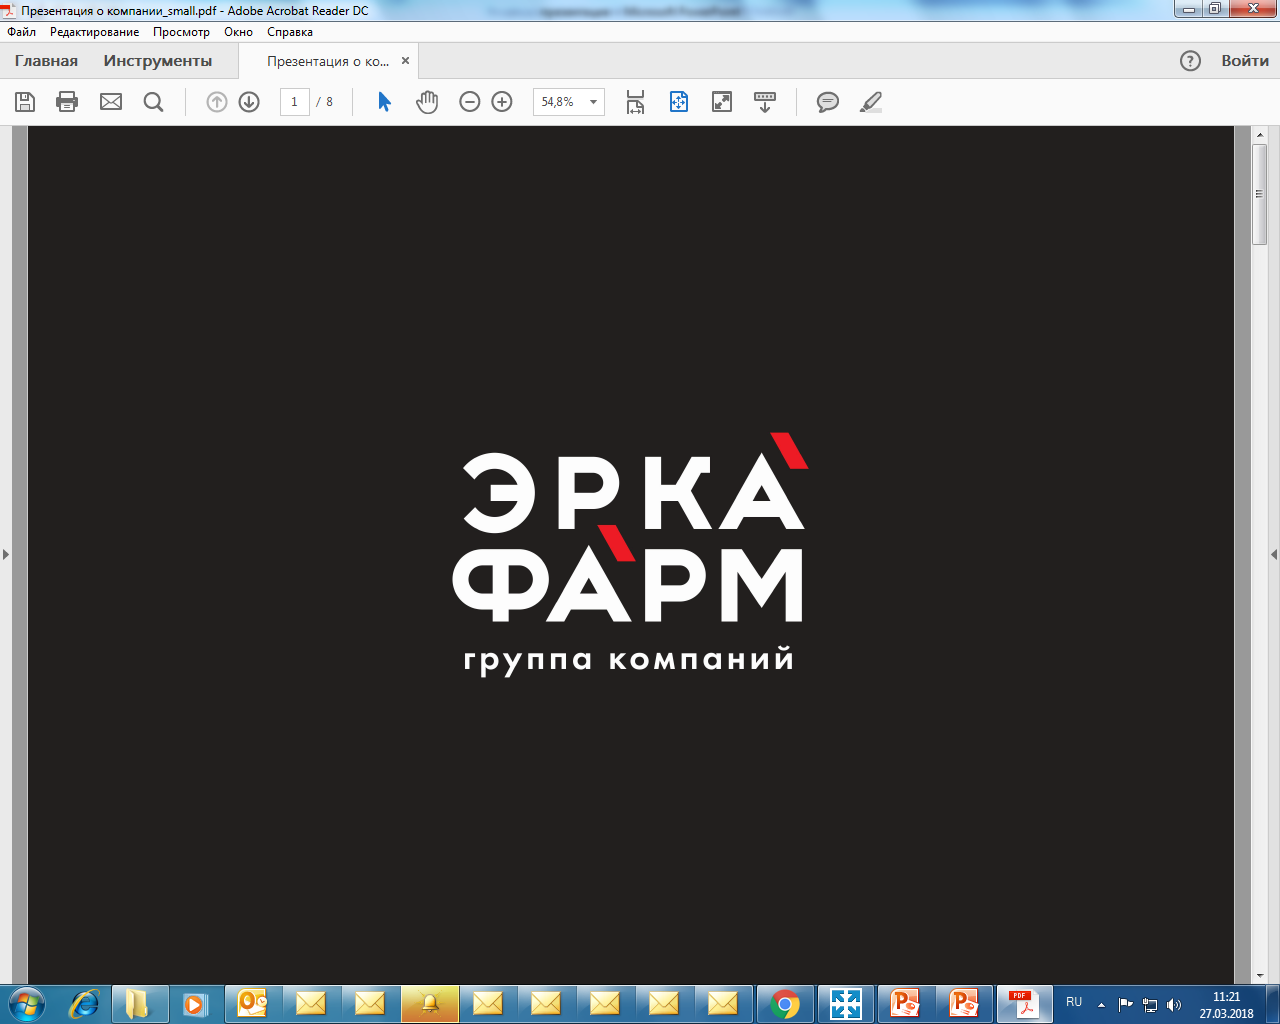 Презентация о компании_small.pdf - Adobe Acrobat Reader DC
Файл Редактирование Просмотр Окно Справка
Главная Инструменты Презентация о ко... × ? Войти
1 / 8 54,8%
ЭРКА
ФАРМ
группа компаний
RU 11:21
27.03.2018